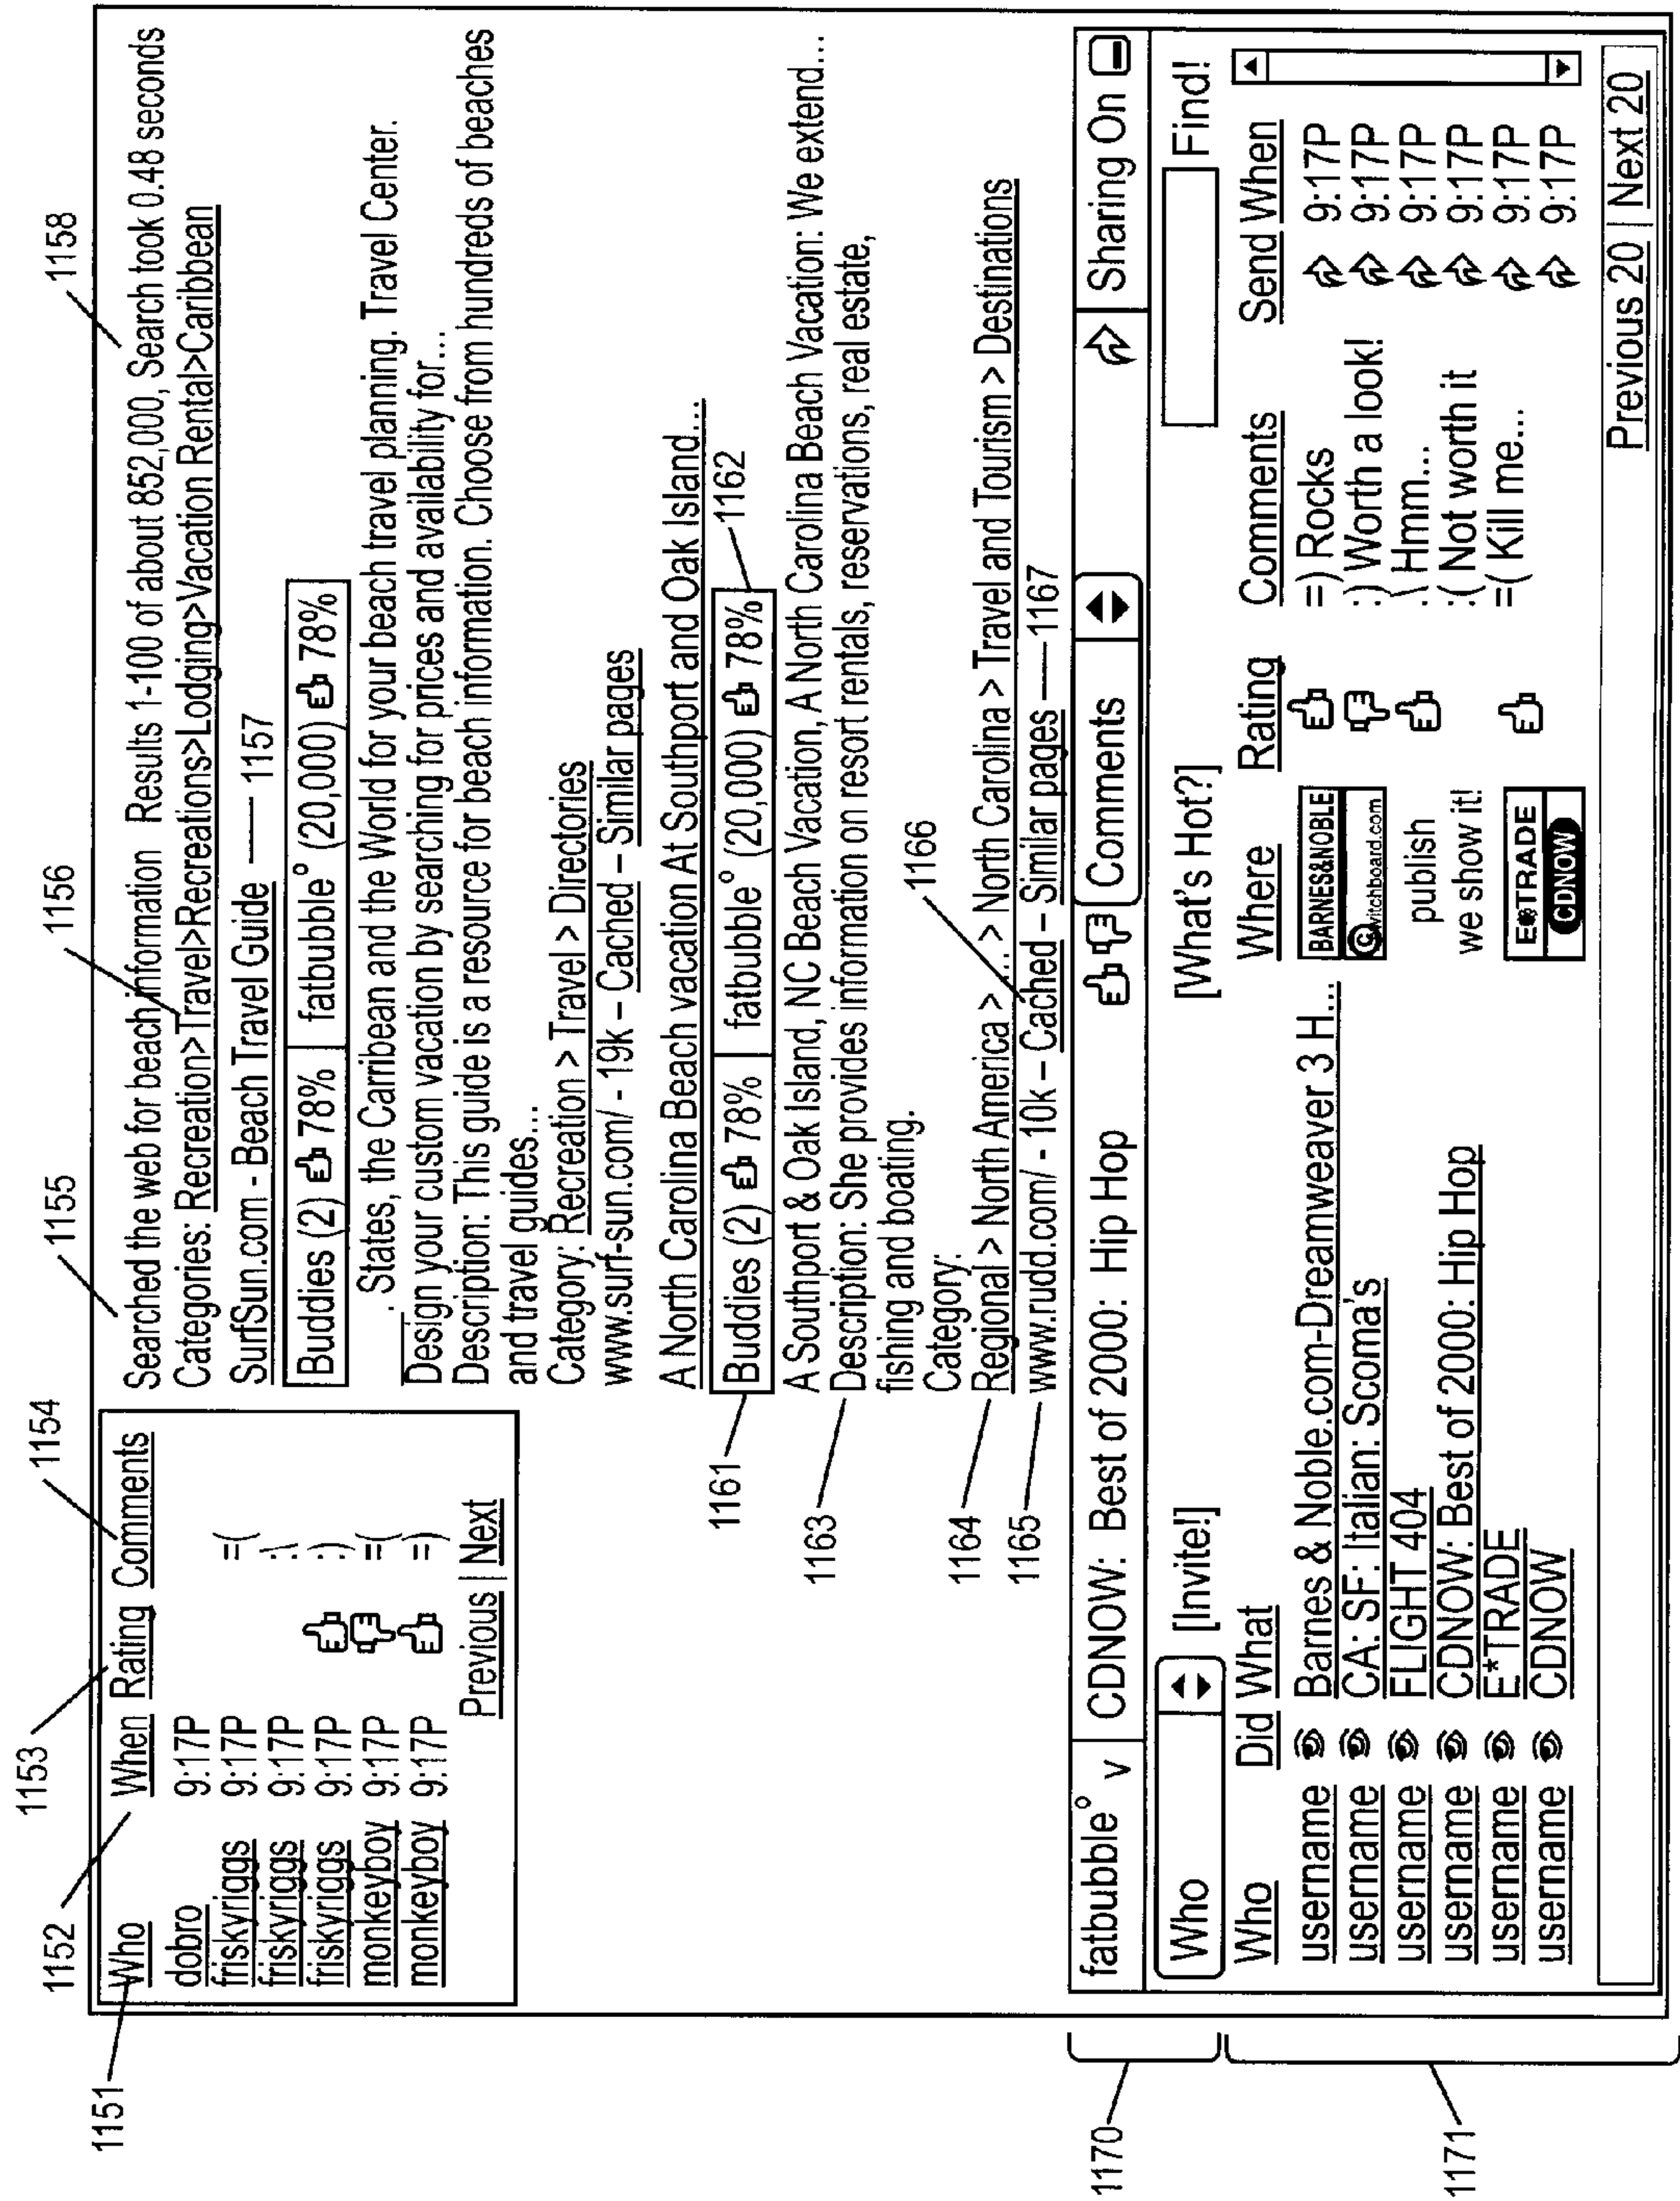 1151
1152
1153
1154
1155
1156
1158
Who When Rating Comments
dobro 9:17P
friskyriggs 9:17P =(
friskyriggs 9:17P :\
friskyriggs 9:17P :)
monkeyboy 9:17P =(
monkeyboy 9:17P =)
Previous | Next
Searched the web for beach information Results 1-100 of about 852,000, Search took 0.48 seconds
Categories: Recreation>Travel>Recreations>Lodging>Vacation Rental>Caribbean
SurfSun.com - Beach Travel Guide 1157
Buddies (2) 78% fatbubble° (20,000) 78%
. States, the Carribean and the World for your beach travel planning. Travel Center.
Design your custom vacation by searching for prices and availability for...
Description: This guide is a resource for beach information. Choose from hundreds of beaches
and travel guides...
Category: Recreation > Travel > Directories
www.surf-sun.com/ - 19k – Cached – Similar pages
A North Carolina Beach vacation At Southport and Oak Island...
1161 Buddies (2) 78% fatbubble° (20,000) 78% 1162
A Southport & Oak Island, NC Beach Vacation, A North Carolina Beach Vacation: We extend...
1163 Description: She provides information on resort rentals, reservations, real estate,
fishing and boating.
1166
Category:
1164 Regional > North America > ... > North Carolina > Travel and Tourism > Destinations
1165 www.rudd.com/ - 10k – Cached – Similar pages 1167
1170
fatbubble° v CDNOW: Best of 2000: Hip Hop Comments Sharing On
Who [Invite!] [What's Hot?] Find!
1171
Who Did What Where Rating Comments Send When
username Barnes & Noble.com-Dreamweaver 3 H... BARNES&NOBLE =) Rocks 9:17P
username CA: SF: Italian: Scoma's Switchboard.com :) Worth a look! 9:17P
username FLIGHT 404 publish :\ Hmm... 9:17P
username CDNOW: Best of 2000: Hip Hop we show it! :( Not worth it 9:17P
username E*TRADE E*TRADE =( Kill me... 9:17P
username CDNOW CDNOW 9:17P
Previous 20 | Next 20